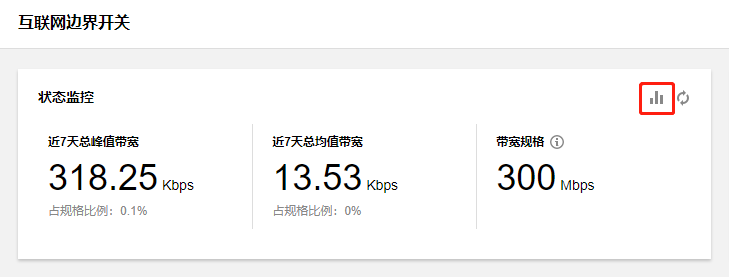 互联网边界开关
状态监控
近7天总峰值带宽
318.25 Kbps
占规格比例：0.1%
近7天总均值带宽
13.53 Kbps
占规格比例：0%
带宽规格
300 Mbps